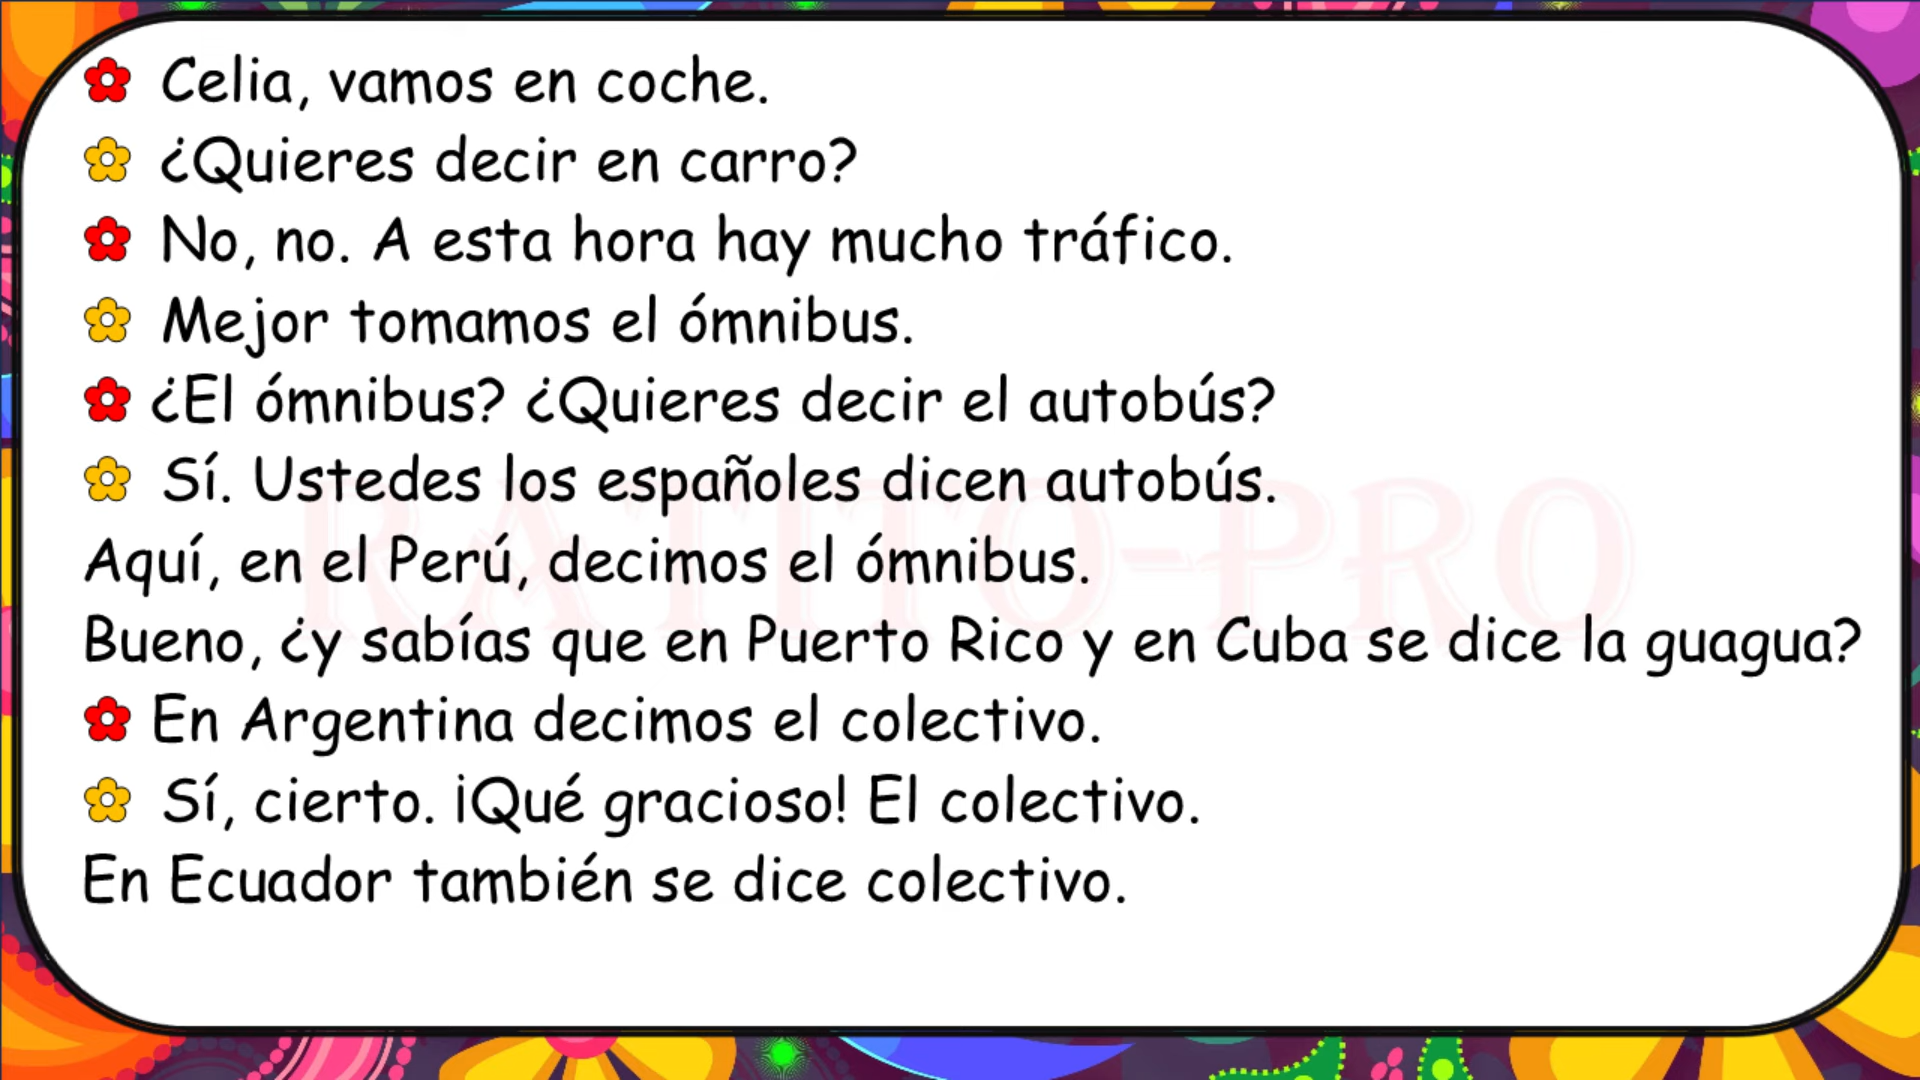 Celia, vamos en coche.
¿Quieres decir en carro?
No, no. A esta hora hay mucho tráfico.
Mejor tomamos el ómnibus.
¿El ómnibus? ¿Quieres decir el autobús?
Sí. Ustedes los españoles dicen autobús.
Aquí, en el Perú, decimos el ómnibus.
RATITO-PRO
Bueno, ¿y sabías que en Puerto Rico y en Cuba se dice la guagua?
En Argentina decimos el colectivo.
Sí, cierto. ¡Qué gracioso! El colectivo.
En Ecuador también se dice colectivo.